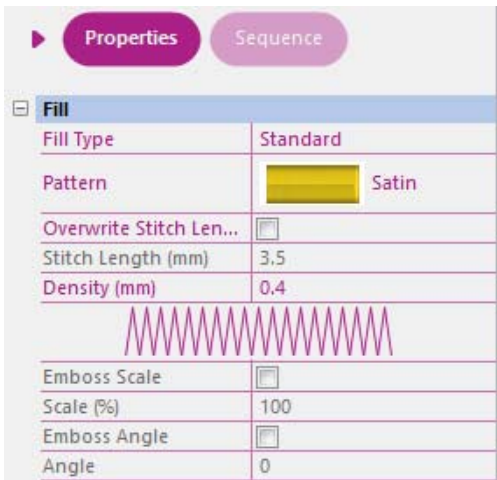 Properties Sequence
Fill
Fill Type Standard
Pattern Satin
Overwrite Stitch Len...
Stitch Length (mm) 3.5
Density (mm) 0.4
Emboss Scale
Scale (%) 100
Emboss Angle
Angle 0